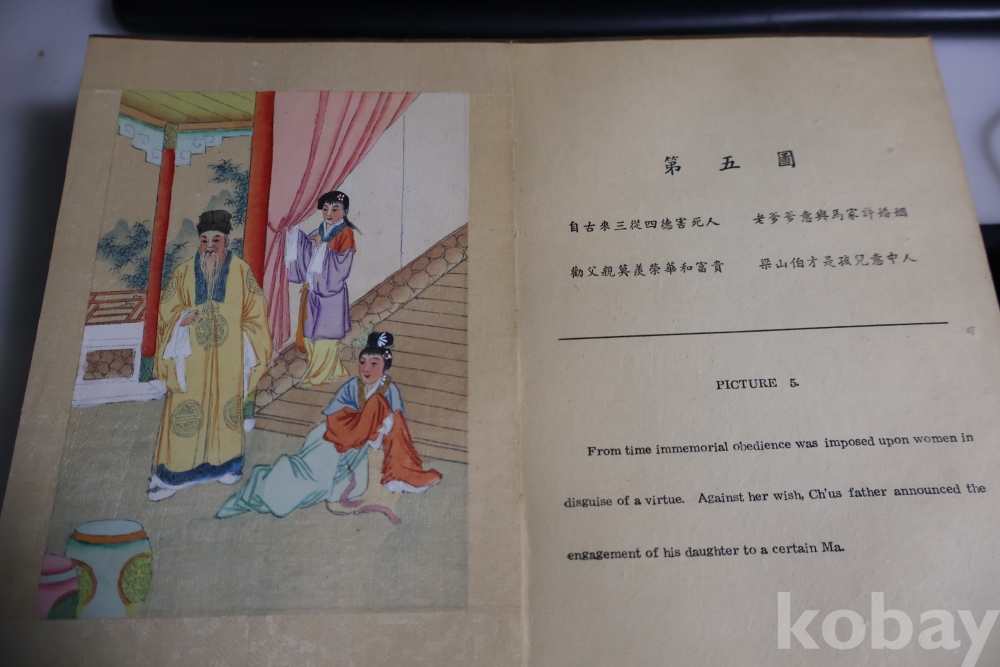 第五圖
自古來三從四德害死人 老爹爹意與馬家許婚姻
勸父親莫羨榮華和富貴 梁山伯才是孩兒意中人
PICTURE 5.
From time immemorial obedience was imposed upon women in
disguise of a virtue. Against her wish, Ch'us father announced the
engagement of his daughter to a certain Ma.
kobay